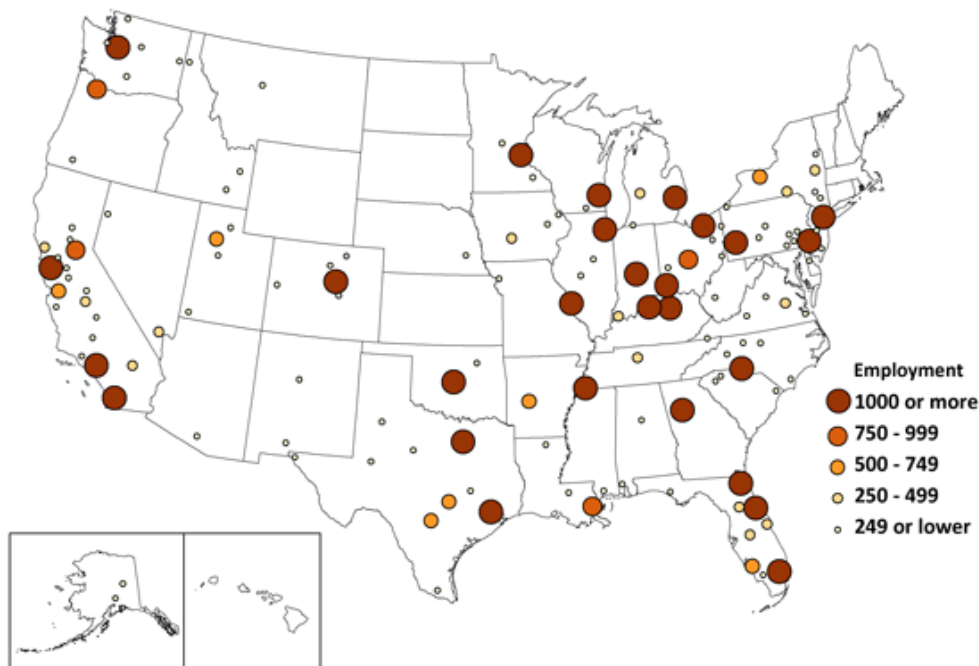 Employment
1000 or more
750 - 999
500 - 749
250 - 499
249 or lower